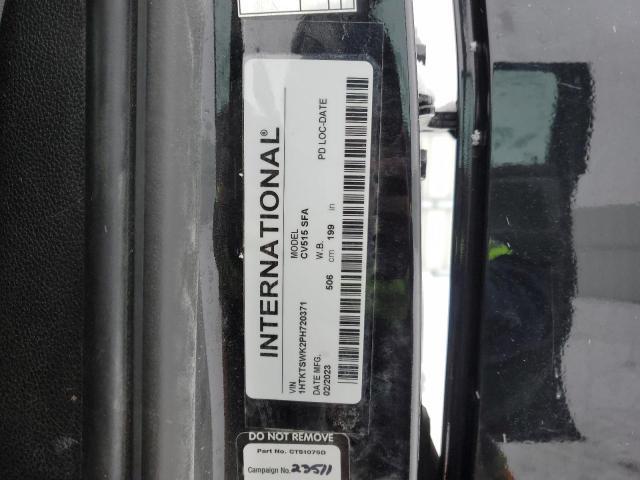 INTERNATIONAL®
VIN
1HTKTSWK2PH720371
MODEL
CV515 SFA
DATE MFG.
02/2023
W.B.
506 cm 199 in
PD LOC-DATE
DO NOT REMOVE
Part No. CTS1075D
Campaign No. 23511